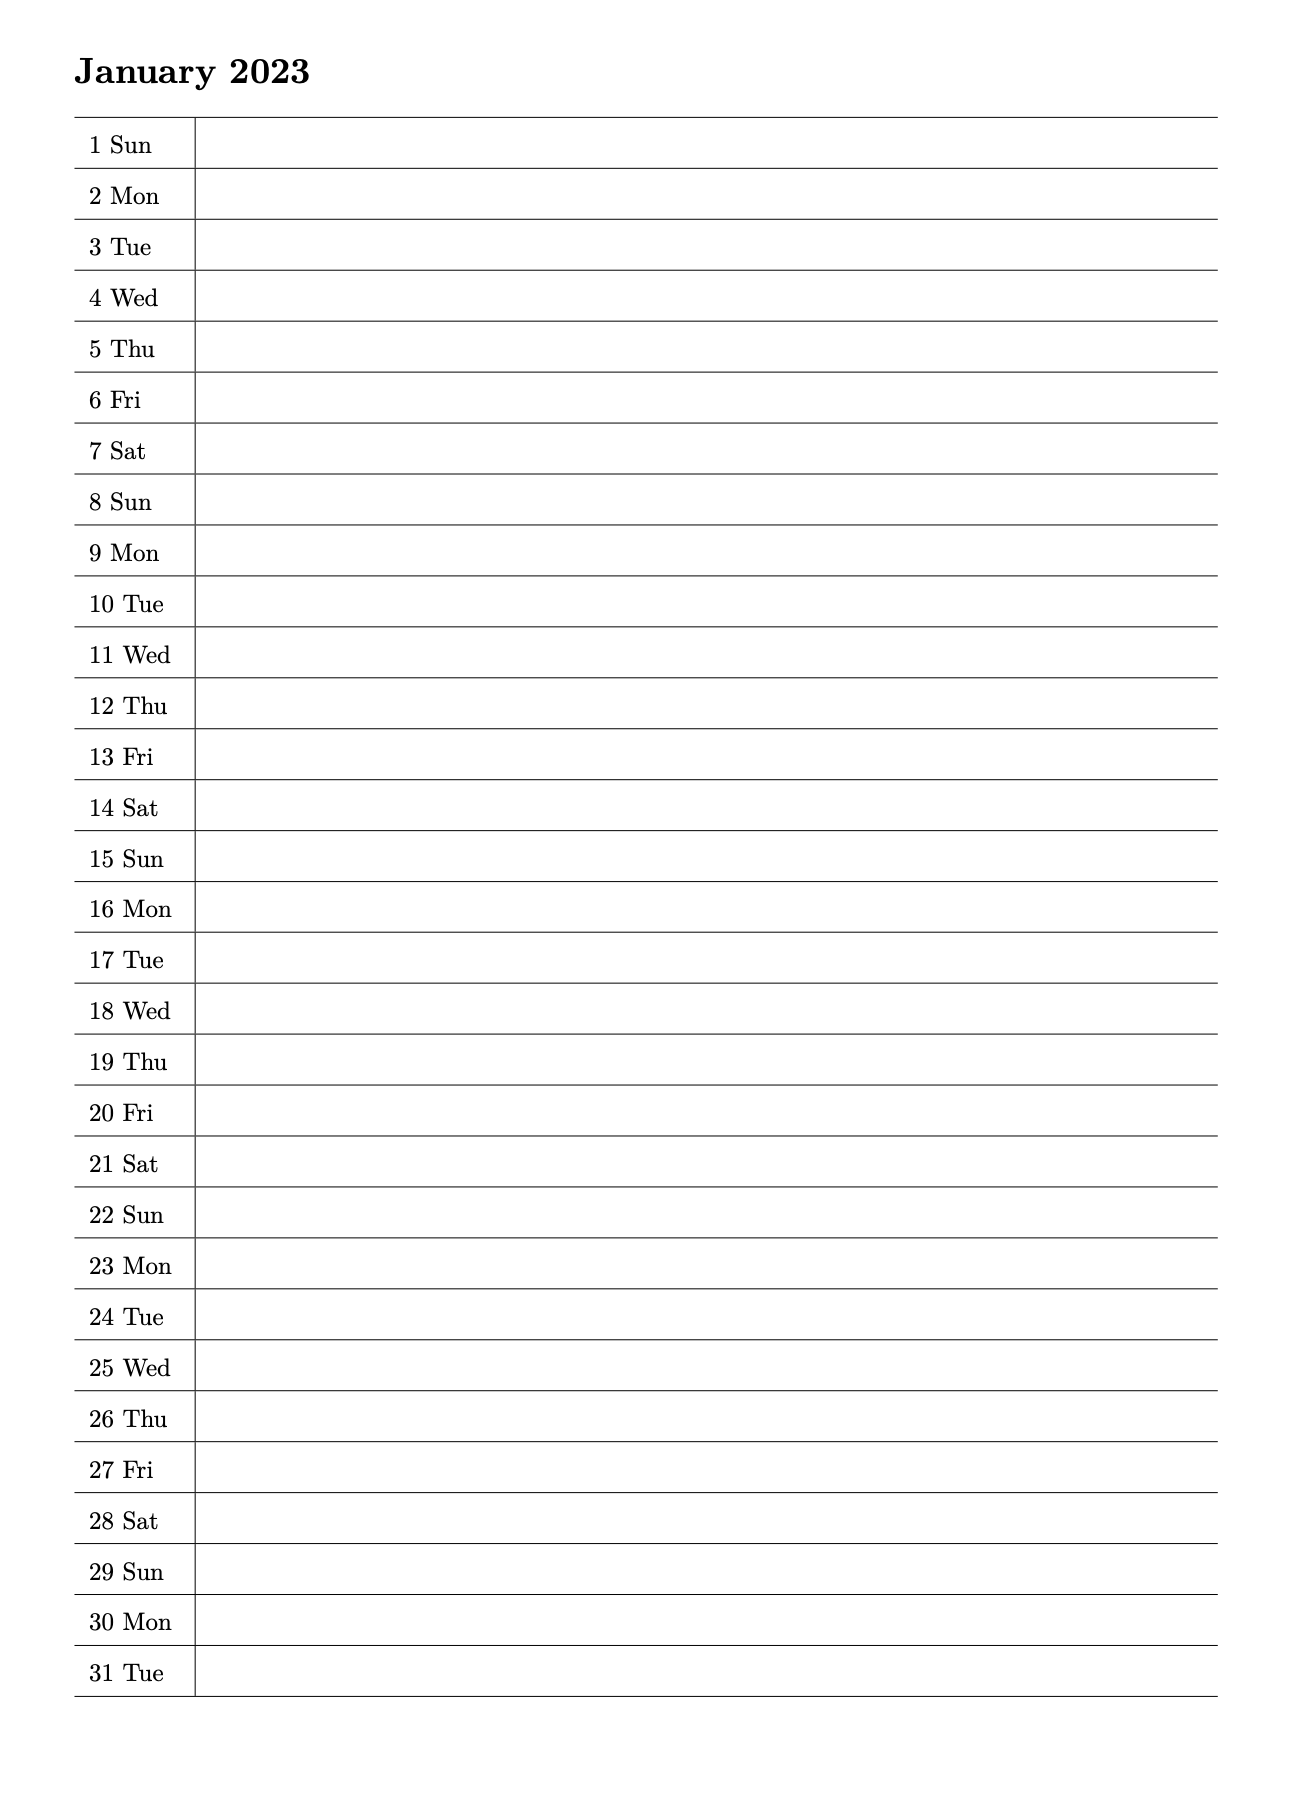 January 2023
1 Sun
2 Mon
3 Tue
4 Wed
5 Thu
6 Fri
7 Sat
8 Sun
9 Mon
10 Tue
11 Wed
12 Thu
13 Fri
14 Sat
15 Sun
16 Mon
17 Tue
18 Wed
19 Thu
20 Fri
21 Sat
22 Sun
23 Mon
24 Tue
25 Wed
26 Thu
27 Fri
28 Sat
29 Sun
30 Mon
31 Tue